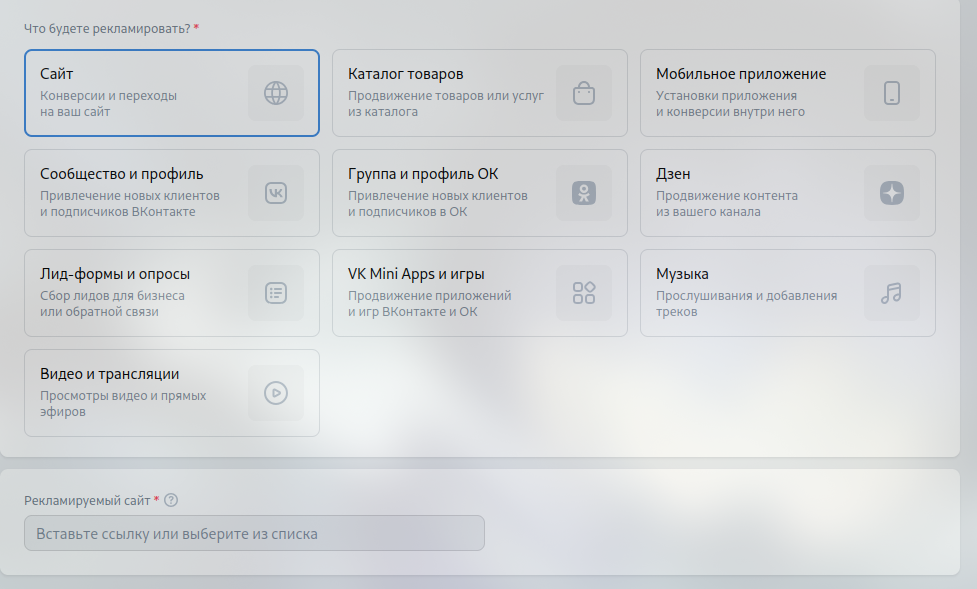 Что будете рекламировать? *
Сайт
Конверсии и переходы
на ваш сайт
Каталог товаров
Продвижение товаров или услуг
из каталога
Мобильное приложение
Установки приложения
и конверсии внутри него
Сообщество и профиль
Привлечение новых клиентов
и подписчиков ВКонтакте
Группа и профиль ОК
Привлечение новых клиентов
и подписчиков в ОК
Дзен
Продвижение контента
из вашего канала
Лид-формы и опросы
Сбор лидов для бизнеса
или обратной связи
VK Mini Apps и игры
Продвижение приложений
и игр ВКонтакте и ОК
Музыка
Прослушивания и добавления
треков
Видео и трансляции
Просмотры видео и прямых
эфиров
Рекламируемый сайт * ?
Вставьте ссылку или выберите из списка